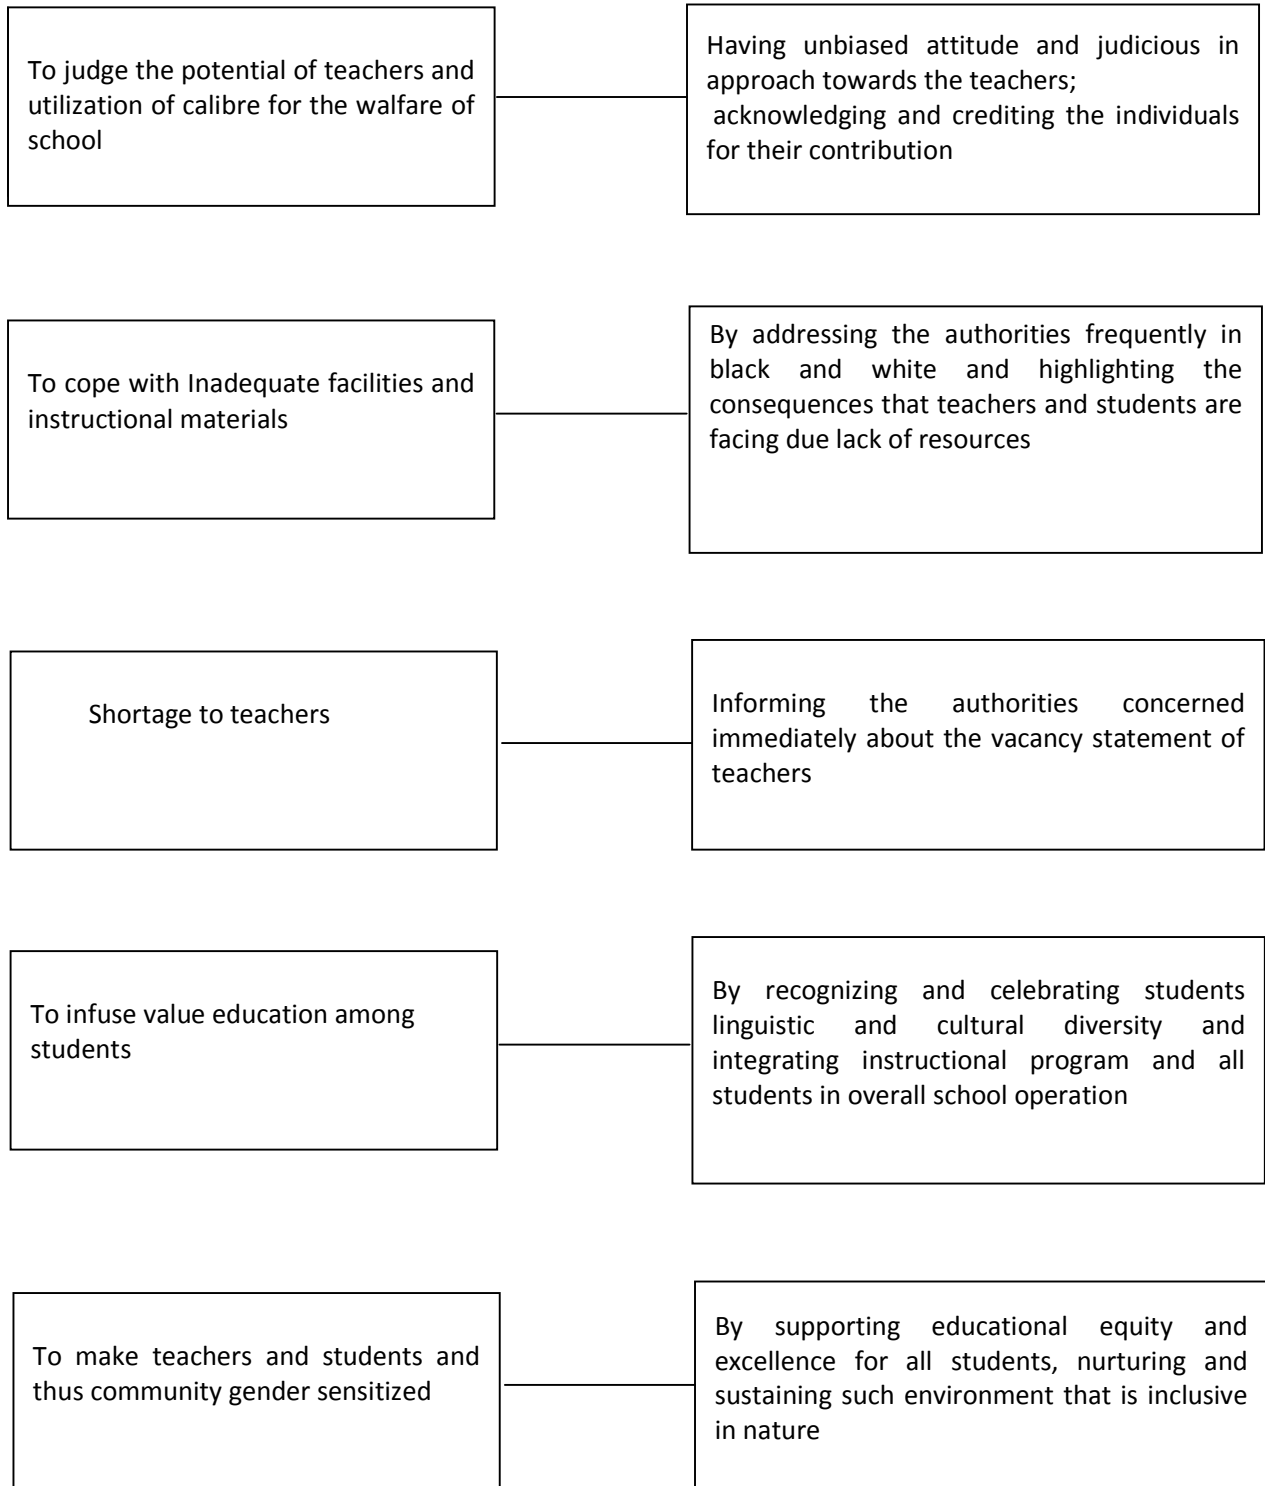 To judge the potential of teachers and
utilization of calibre for the walfare of
school
Having unbiased attitude and judicious in
approach towards the teachers;
acknowledging and crediting the individuals
for their contribution
To cope with Inadequate facilities and
instructional materials
By addressing the authorities frequently in
black and white and highlighting the
consequences that teachers and students are
facing due lack of resources
Shortage to teachers
Informing the authorities concerned
immediately about the vacancy statement of
teachers
To infuse value education among
students
By recognizing and celebrating students
linguistic and cultural diversity and
integrating instructional program and all
students in overall school operation
To make teachers and students and
thus community gender sensitized
By supporting educational equity and
excellence for all students, nurturing and
sustaining such environment that is inclusive
in nature